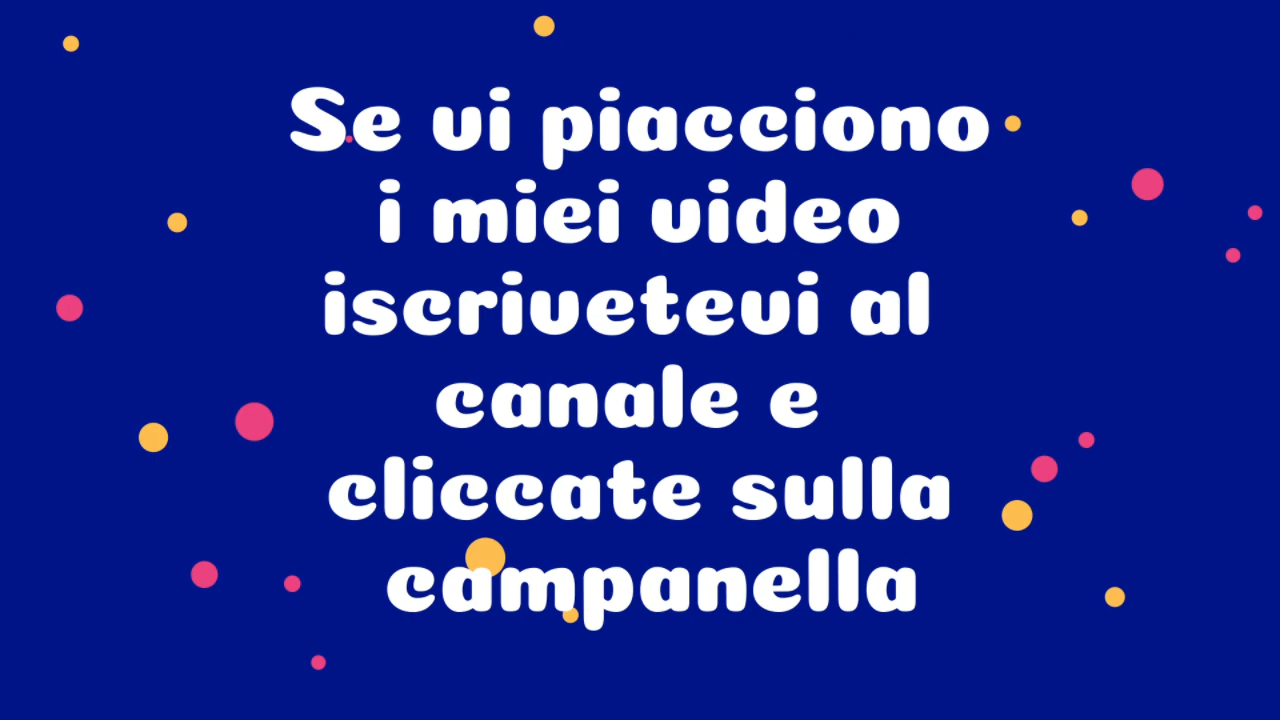 Se vi piacciono
i miei video
iscrivetevi al
canale e
cliccate sulla
campanella